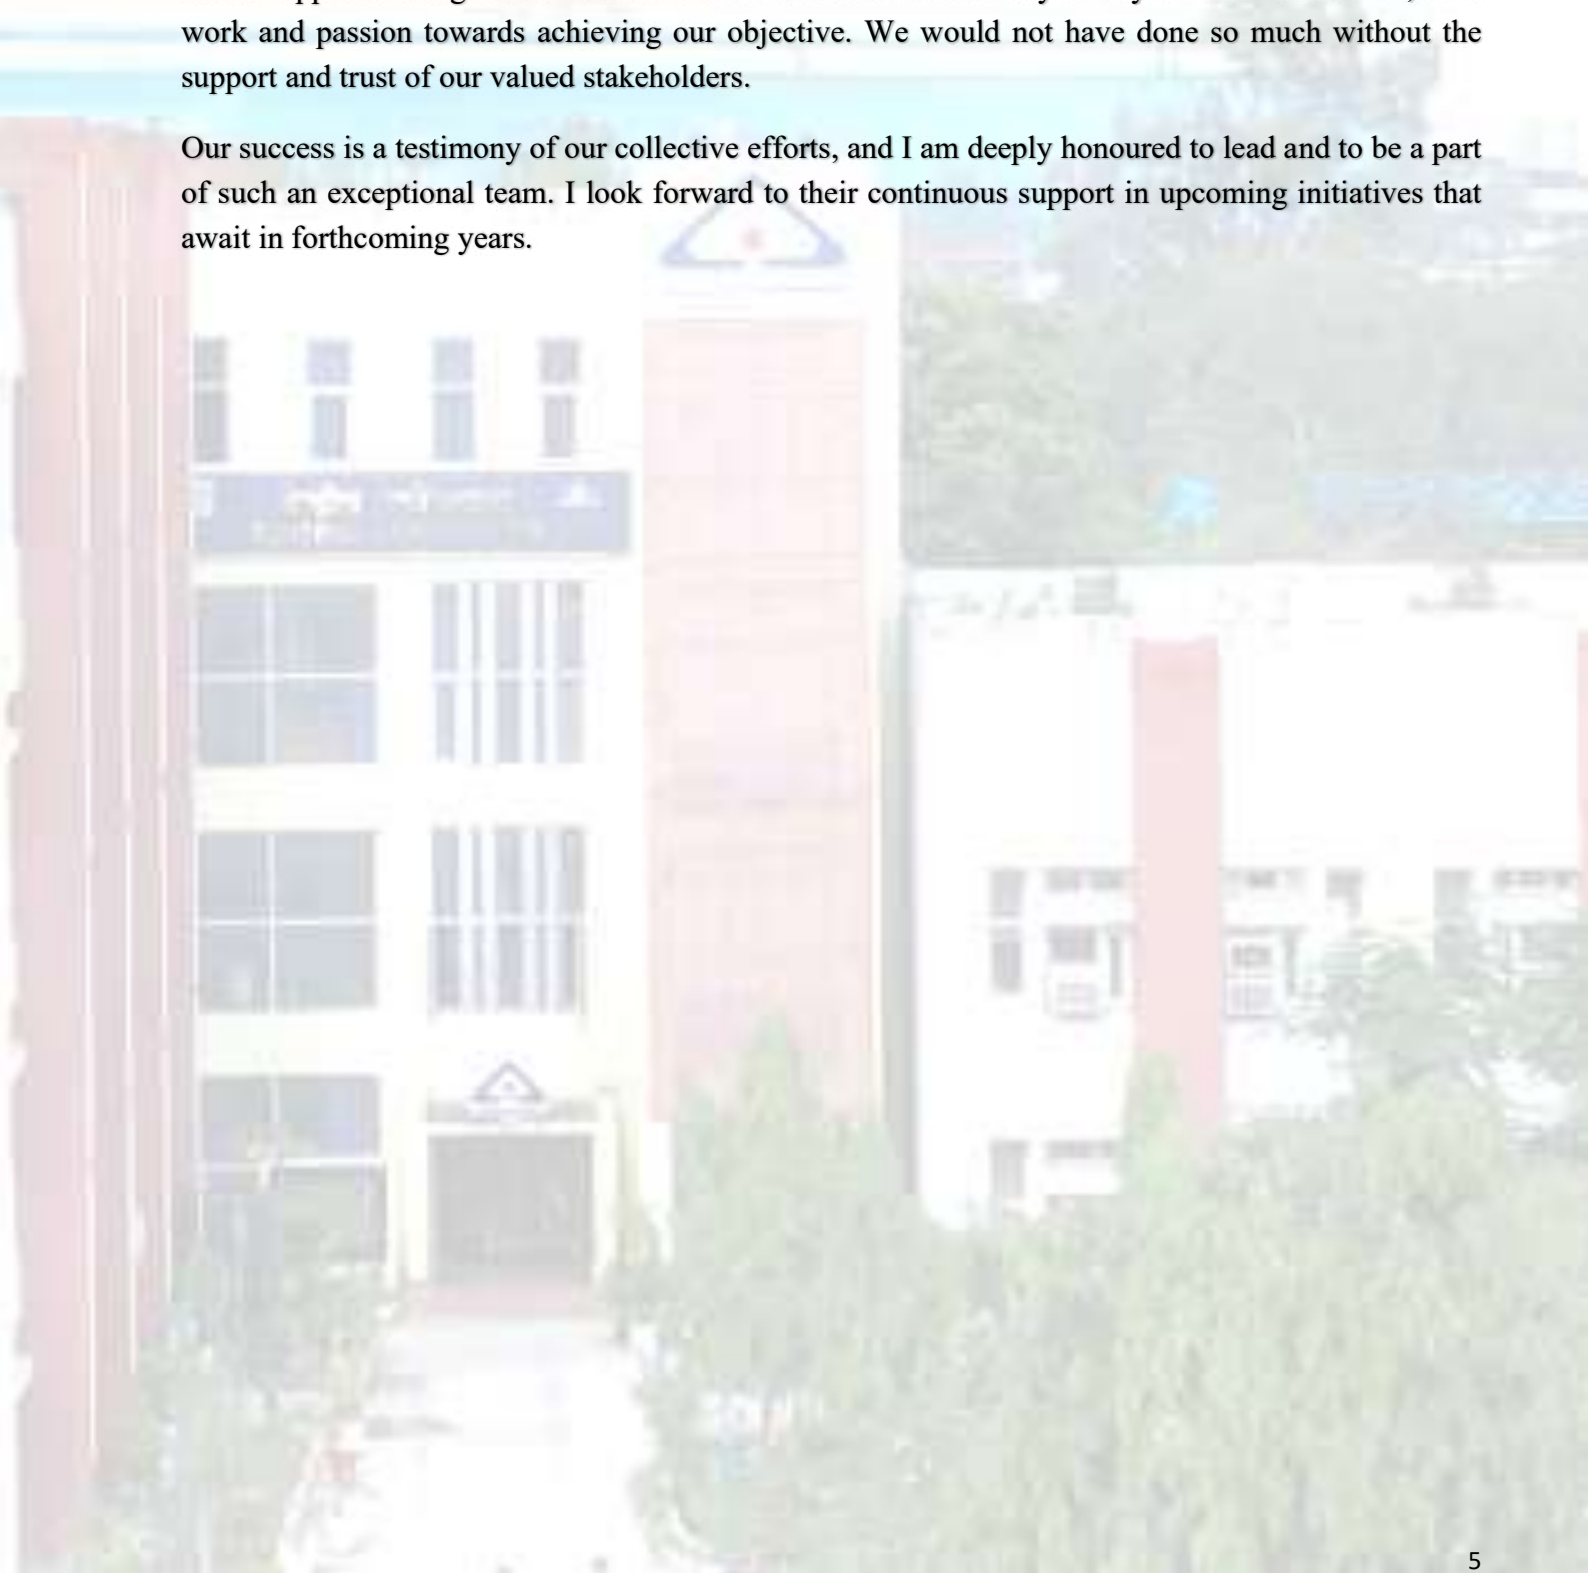 work and passion towards achieving our objective. We would not have done so much without the
support and trust of our valued stakeholders.
Our success is a testimony of our collective efforts, and I am deeply honoured to lead and to be a part
of such an exceptional team. I look forward to their continuous support in upcoming initiatives that
await in forthcoming years.
5